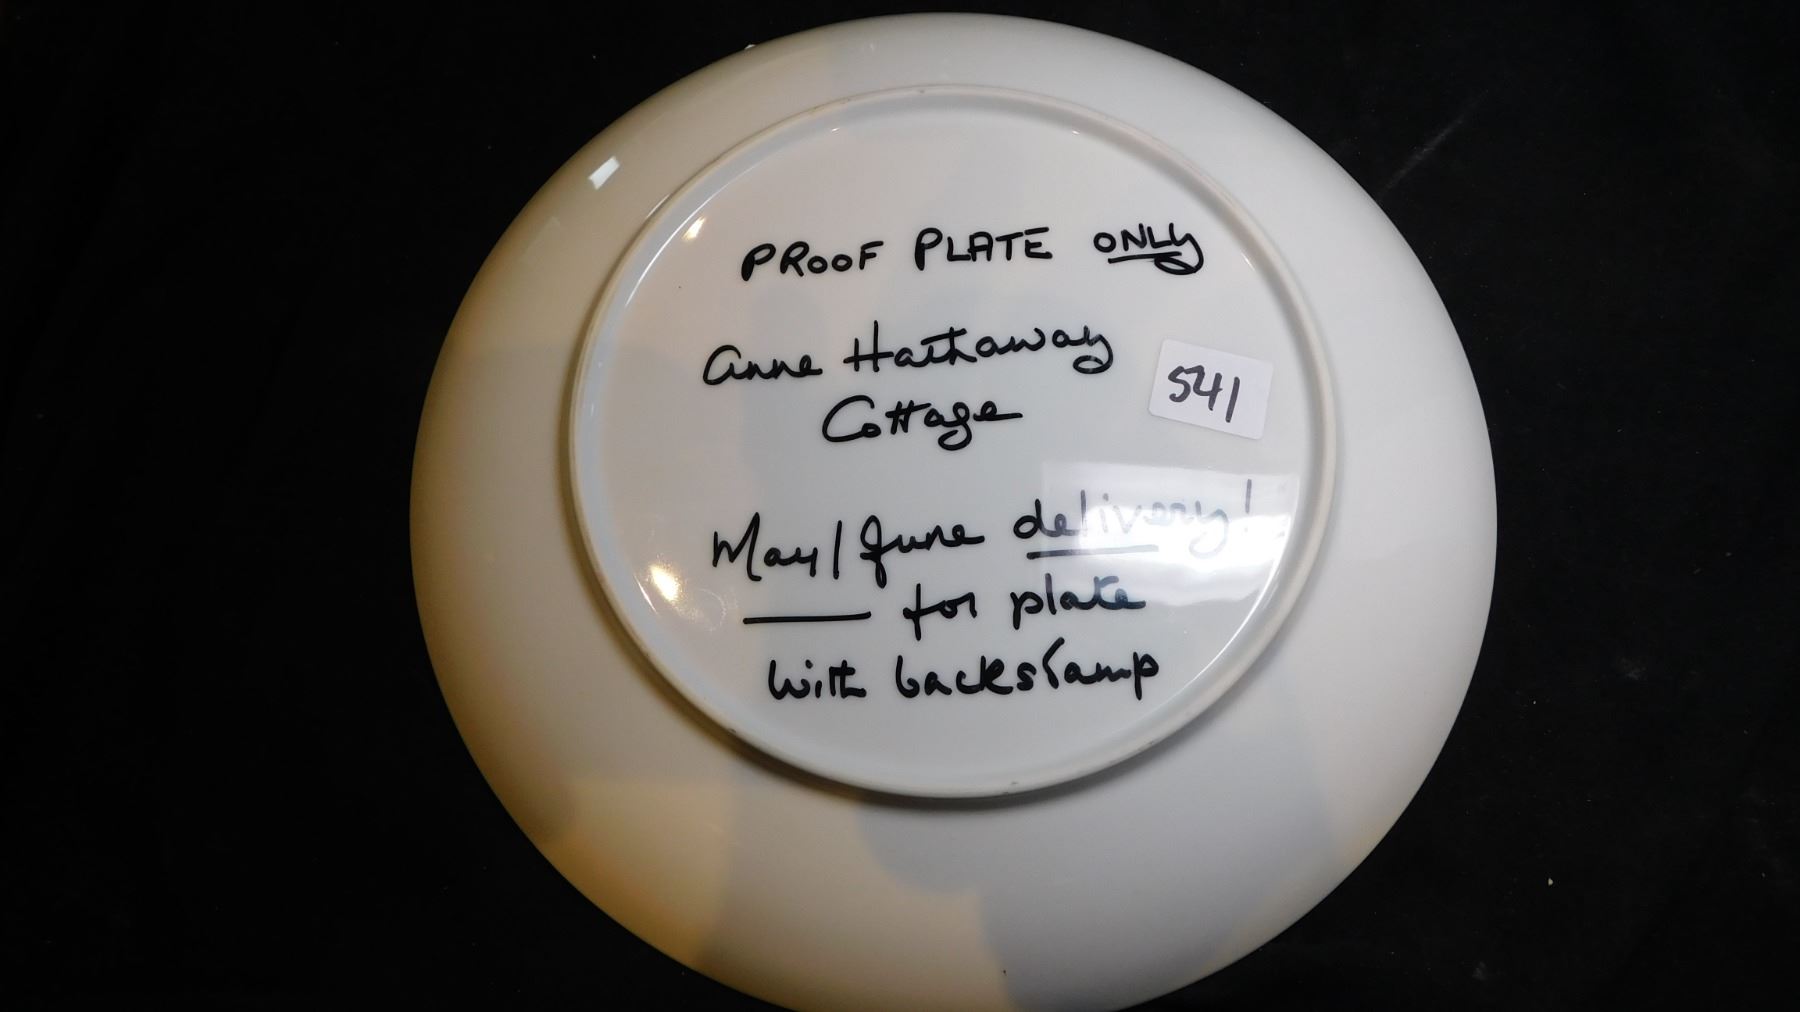 PROOF PLATE ONLY
Anne Hathaway
Cottage
541
May/June delivery!
for plate
with backstamp